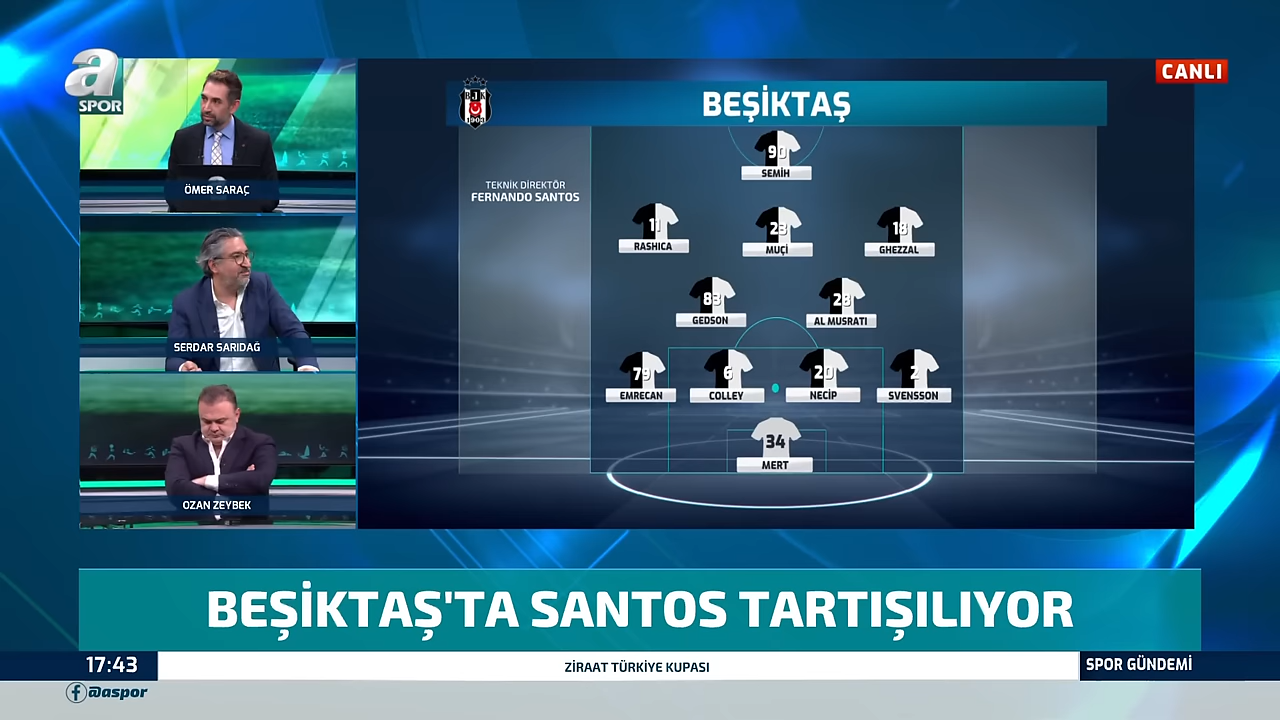 a
SPOR
CANLI
BJK
1903
BEŞİKTAŞ
TEKNİK DİREKTÖR
FERNANDO SANTOS
90
SEMİH
11
RASHICA
23
MUÇİ
18
GHEZZAL
83
GEDSON
28
AL MUSRATI
79
EMRECAN
6
COLLEY
20
NECİP
2
SVENSSON
34
MERT
ÖMER SARAÇ
SERDAR SARIDAĞ
OZAN ZEYBEK
BEŞİKTAŞ'TA SANTOS TARTIŞILIYOR
17:43
ZİRAAT TÜRKİYE KUPASI
SPOR GÜNDEMİ
f @aspor